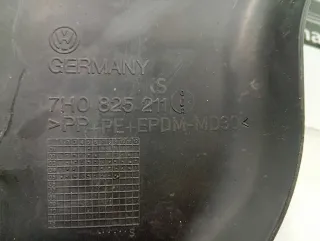 GERMANY
7H0 825 211
>PP+PE+EPDM-MD30<